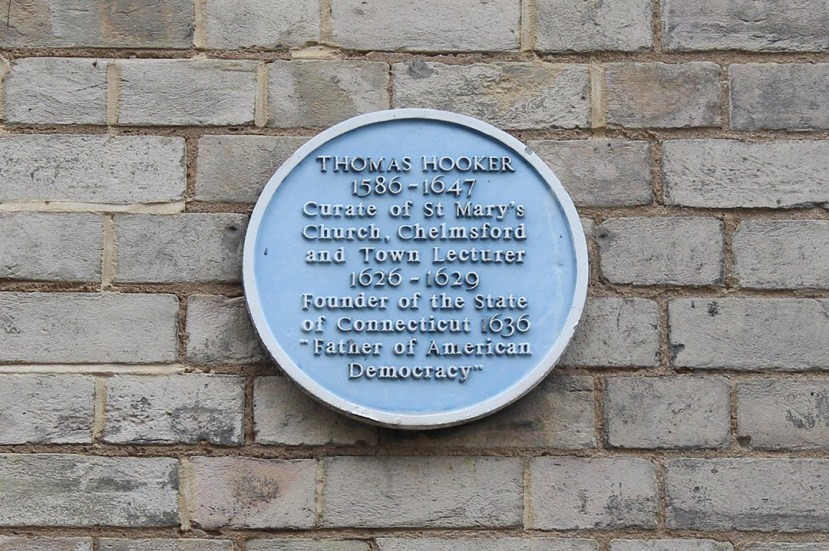 THOMAS HOOKER
1586-1647
Curate of St Mary's
Church, Chelmsford
and Town Lecturer
1626-1629
Founder of the State
of Connecticut 1636
"Father of American
Democracy"